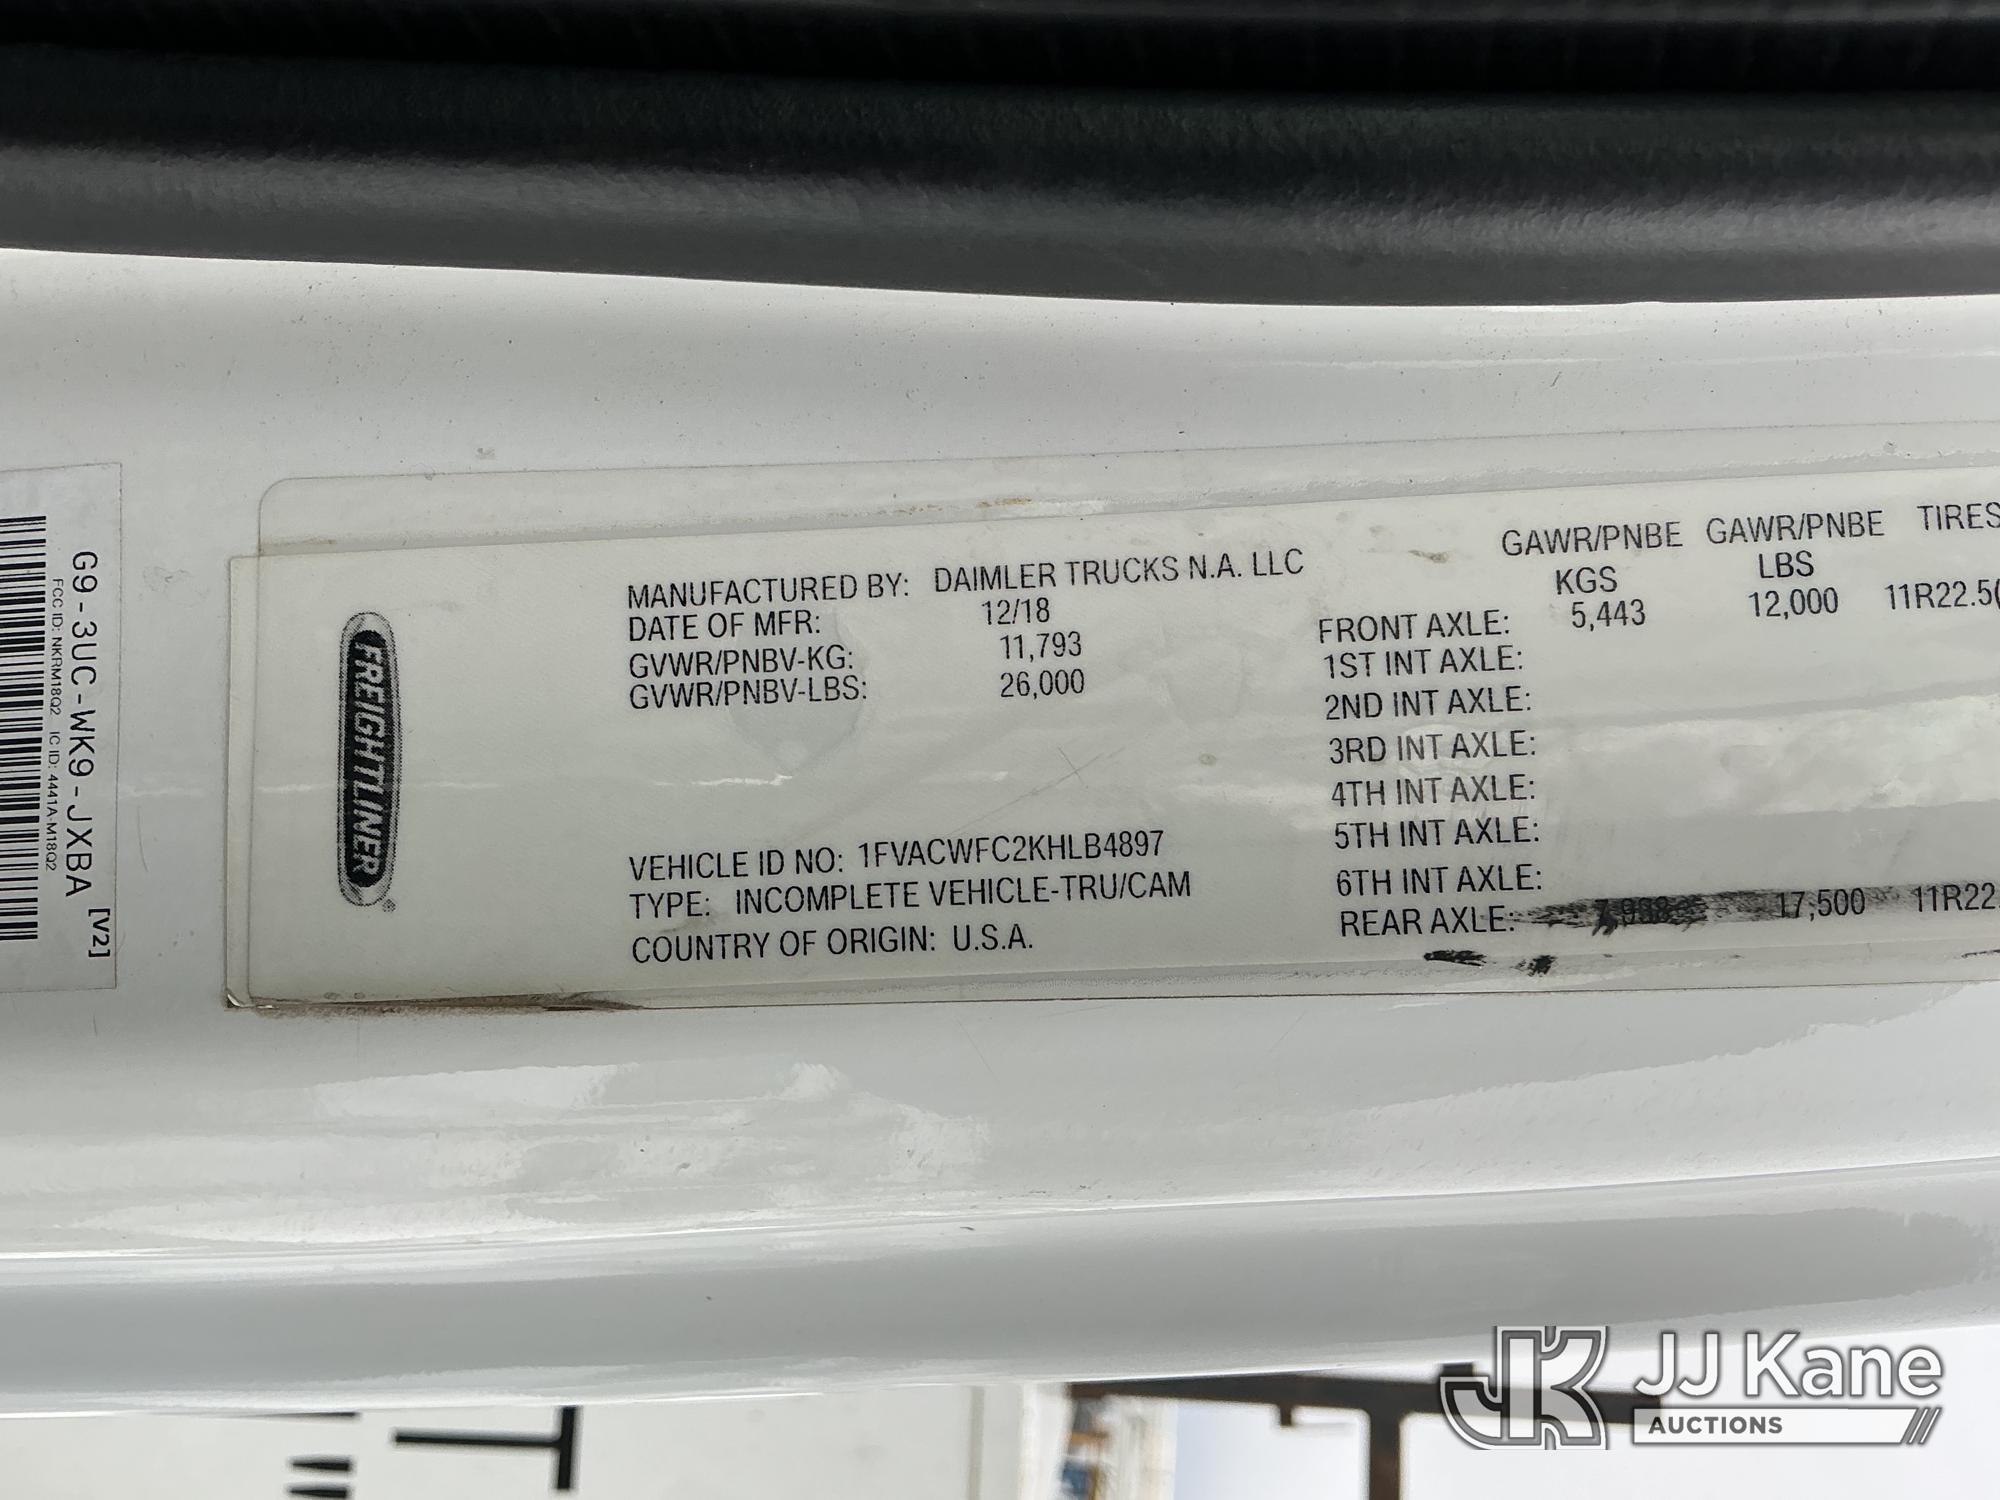 G9-3UC-WK9-JXBA [V2]
FCC ID: NKRM18Q2 IC ID: 4441A-M18Q2
FREIGHTLINER®
MANUFACTURED BY: DAIMLER TRUCKS N.A. LLC
DATE OF MFR: 12/18
GVWR/PNBV-KG: 11,793
GVWR/PNBV-LBS: 26,000
VEHICLE ID NO: 1FVACWFC2KHLB4897
TYPE: INCOMPLETE VEHICLE-TRU/CAM
COUNTRY OF ORIGIN: U.S.A.
GAWR/PNBE GAWR/PNBE TIRES
KGS LBS
FRONT AXLE: 5,443 12,000 11R22.5(
1ST INT AXLE:
2ND INT AXLE:
3RD INT AXLE:
4TH INT AXLE:
5TH INT AXLE:
6TH INT AXLE:
REAR AXLE: 17,500 11R22.
JK JJ Kane
AUCTIONS